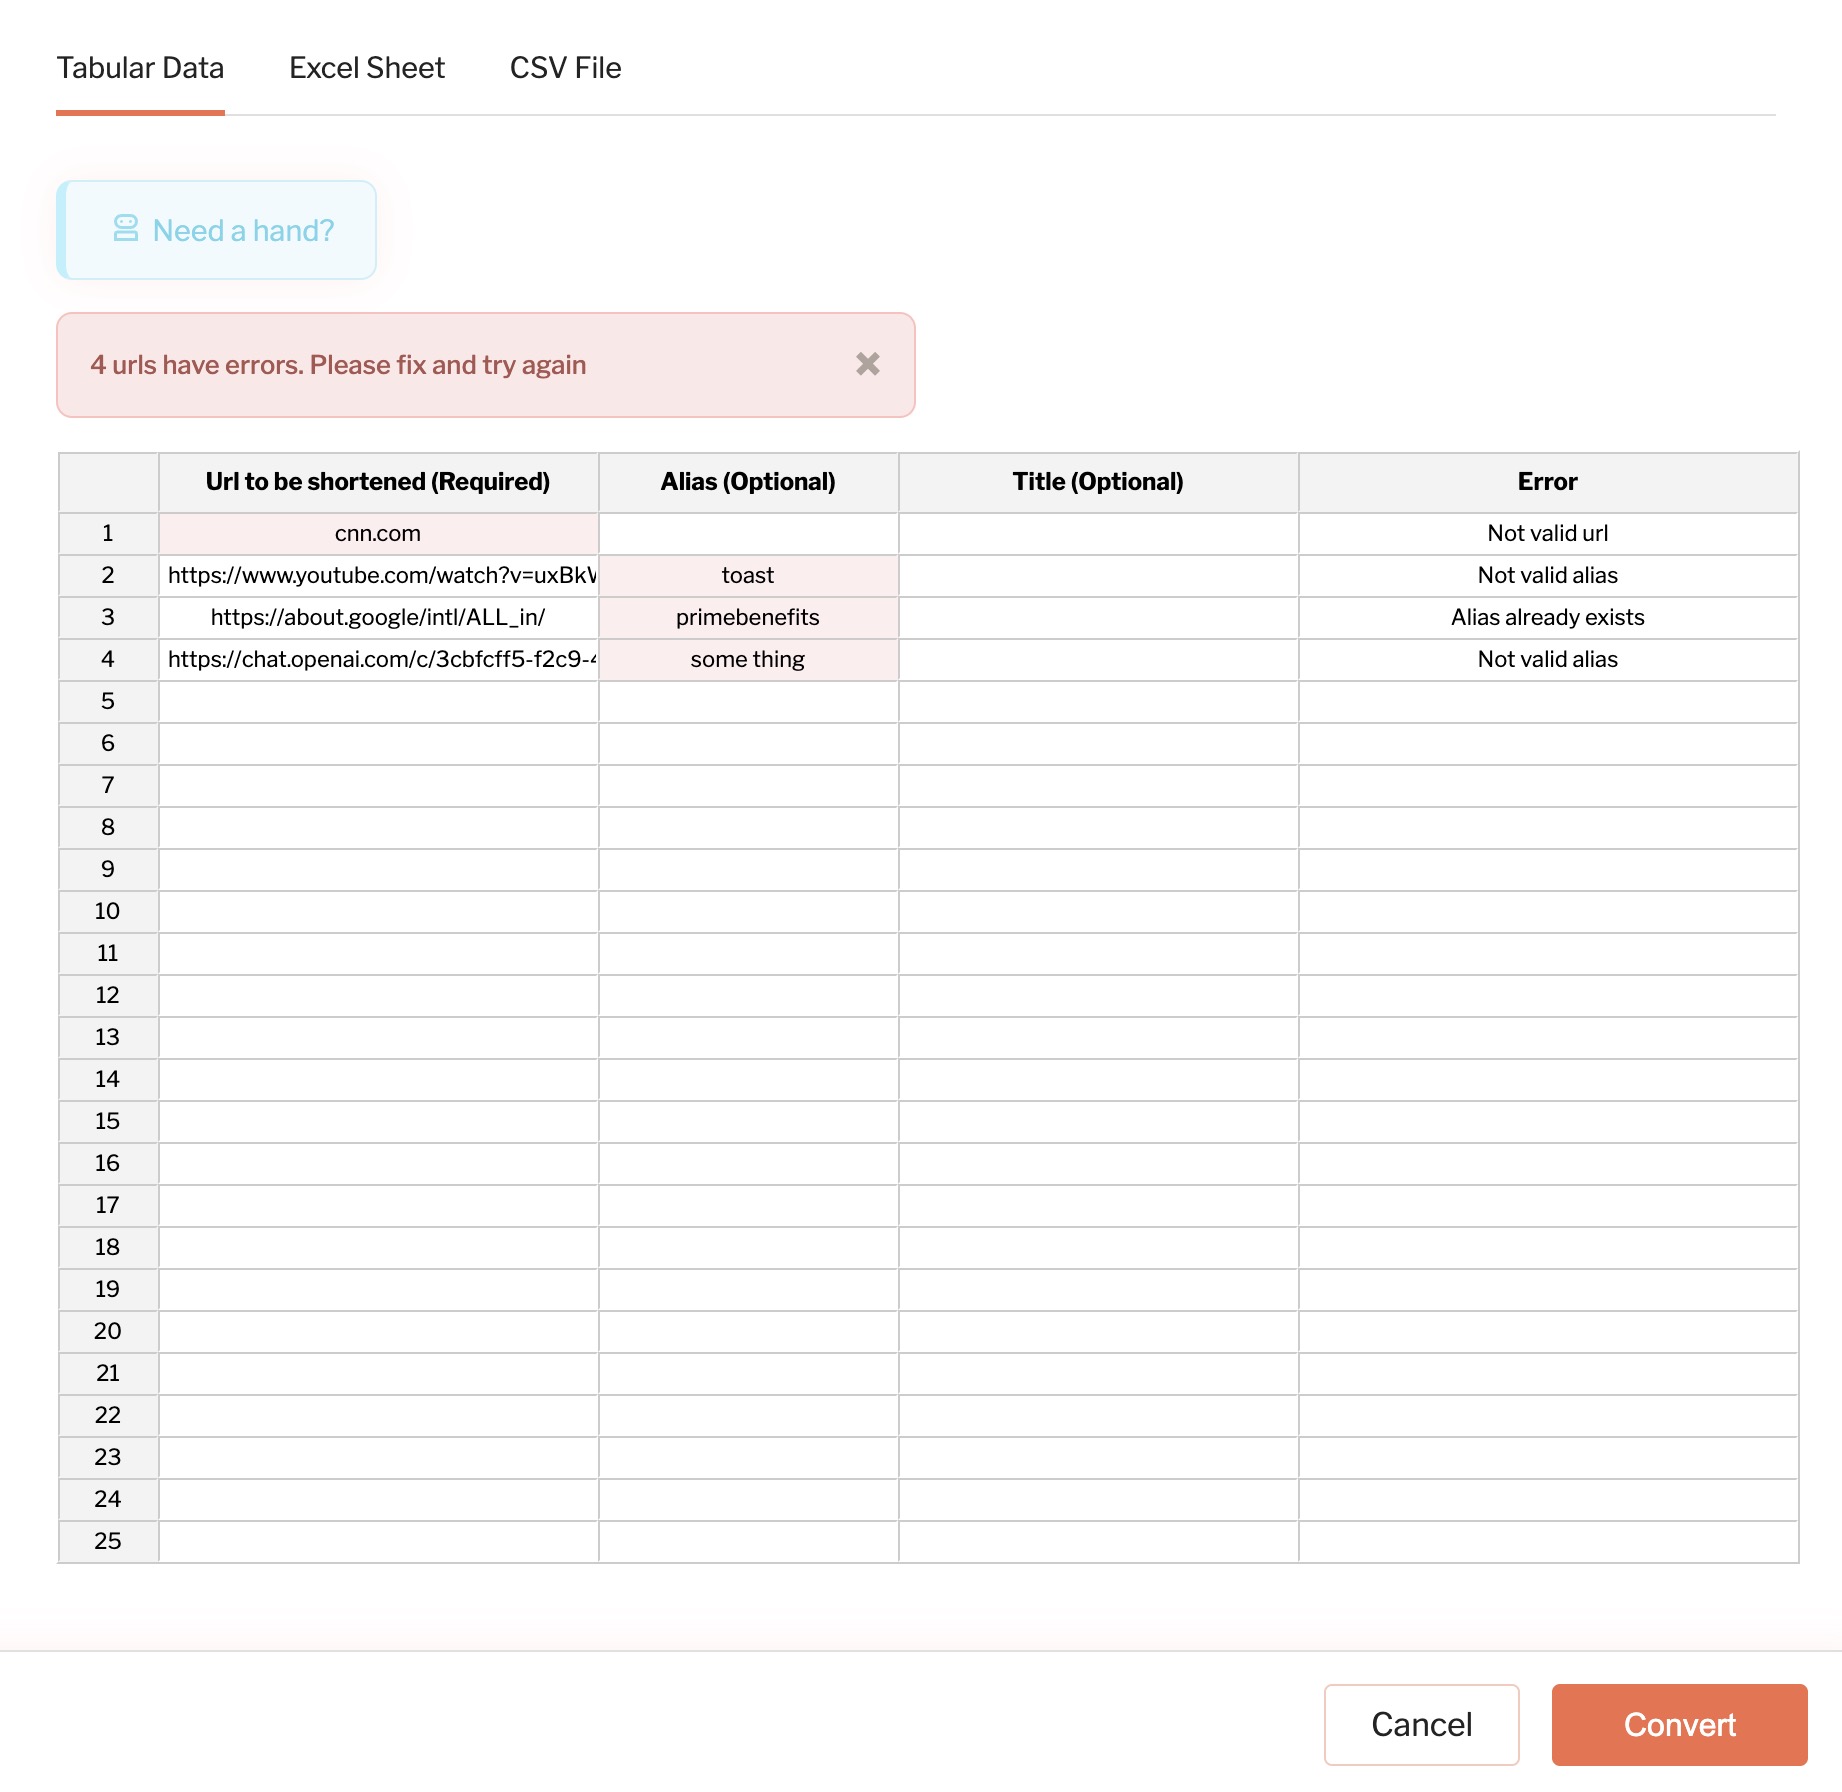 Tabular Data Excel Sheet CSV File
Need a hand?
4 urls have errors. Please fix and try again
Url to be shortened (Required) Alias (Optional) Title (Optional) Error
1 cnn.com Not valid url
2 https://www.youtube.com/watch?v=uxBk toast Not valid alias
3 https://about.google/intl/ALL_in/ primebenefits Alias already exists
4 https://chat.openai.com/c/3cbfcff5-f2c9-4 some thing Not valid alias
5
6
7
8
9
10
11
12
13
14
15
16
17
18
19
20
21
22
23
24
25
Cancel Convert